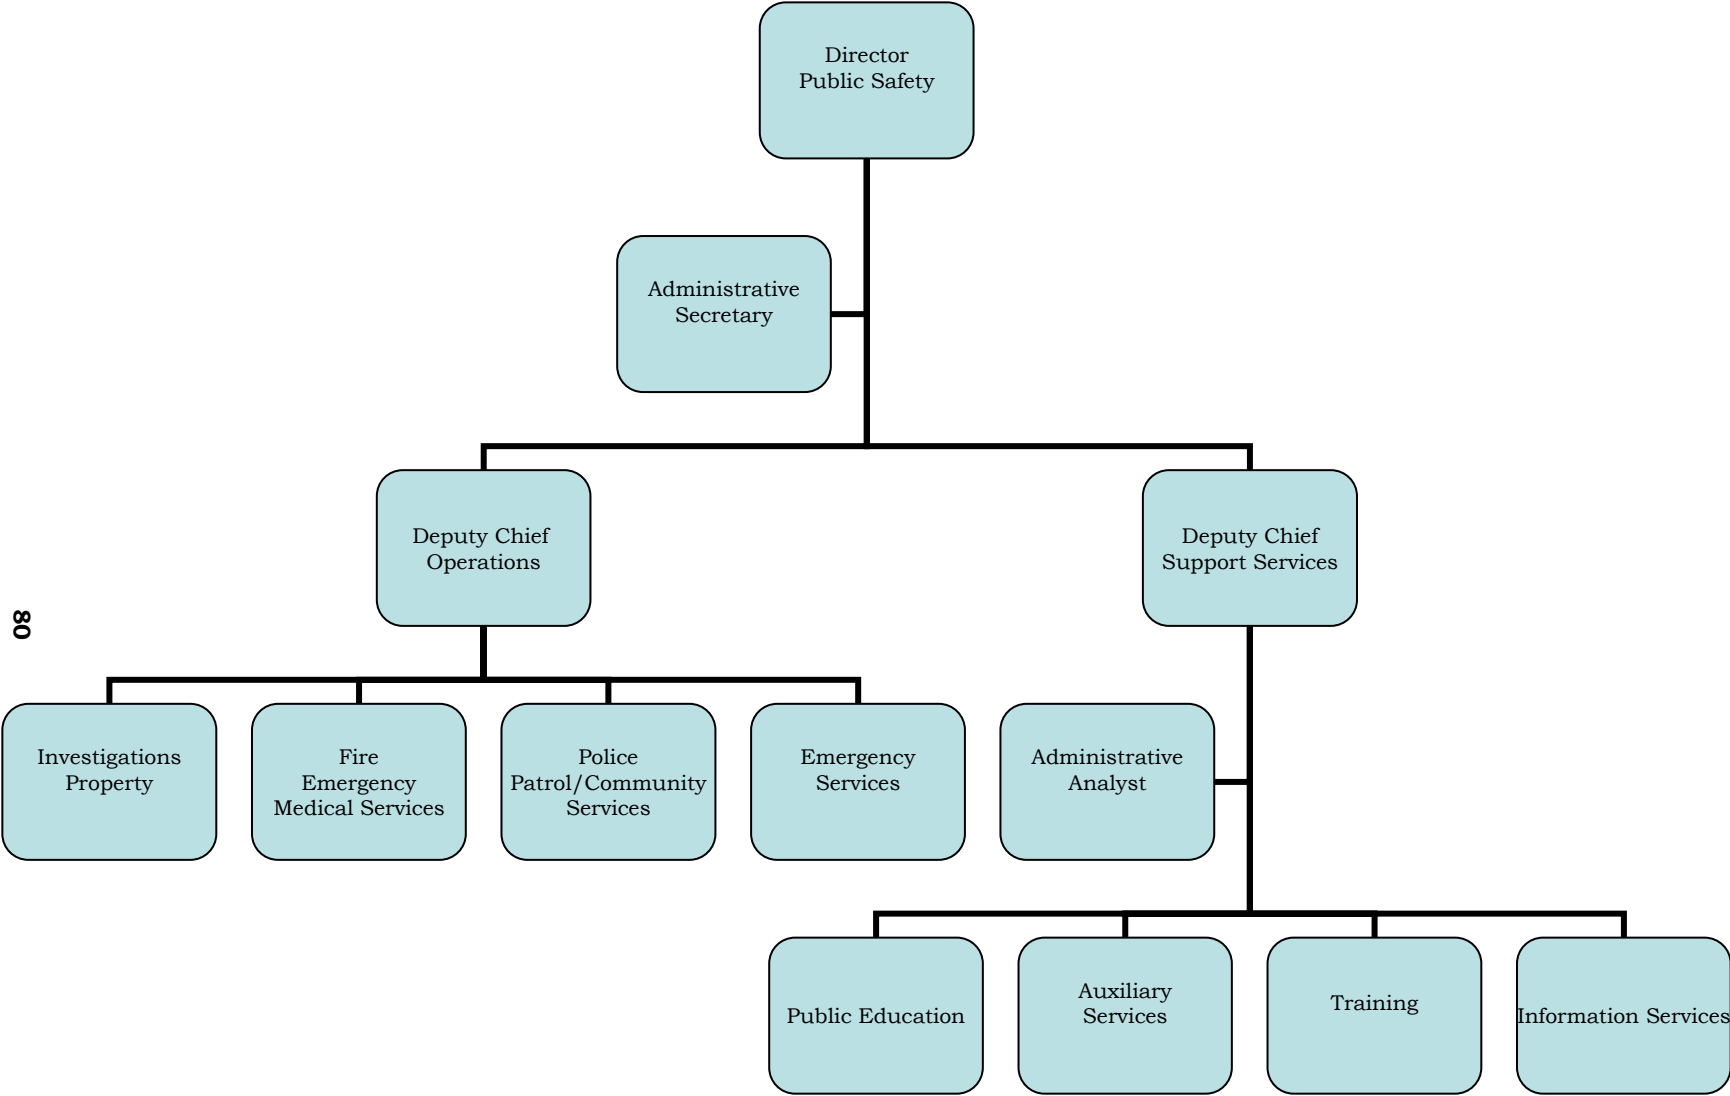 Director
Public Safety
Administrative
Secretary
Deputy Chief
Operations
Deputy Chief
Support Services
80
Investigations
Property
Fire
Emergency
Medical Services
Police
Patrol/Community
Services
Emergency
Services
Administrative
Analyst
Public Education
Auxiliary
Services
Training
Information Services